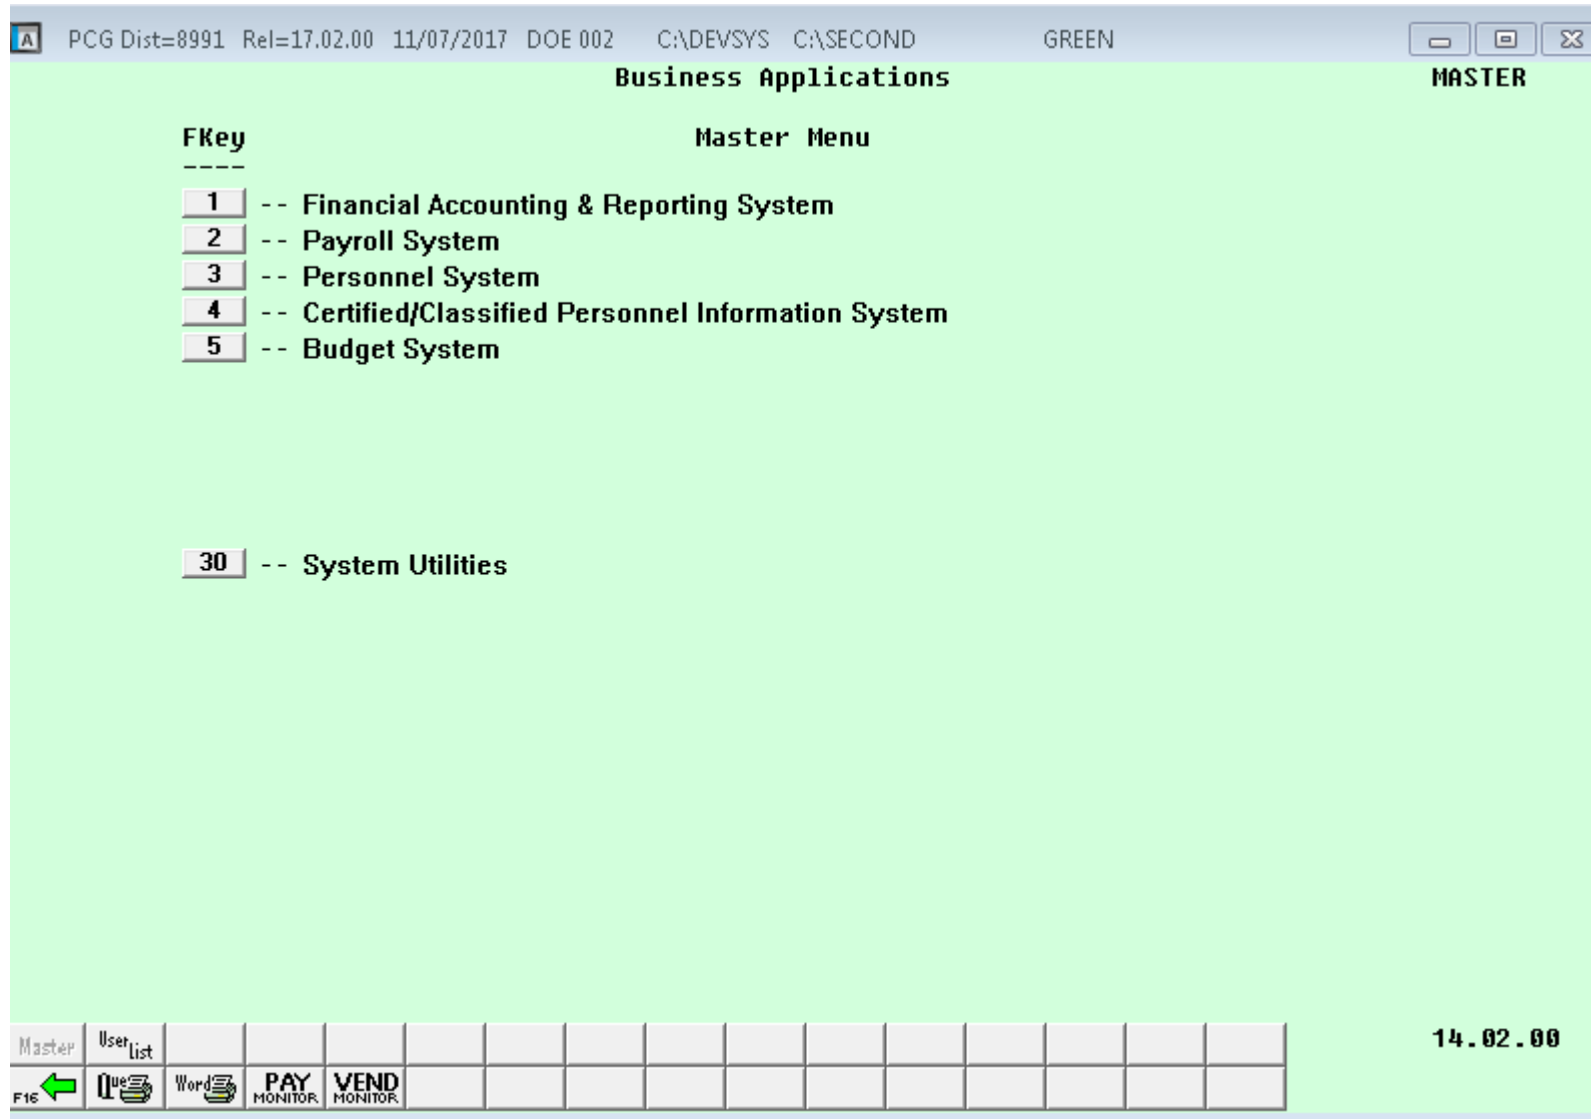 A PCG Dist=8991 Rel=17.02.00 11/07/2017 DOE 002 C:\DEVSYS C:\SECOND GREEN
Business Applications MASTER
FKey Master Menu
----
1 -- Financial Accounting & Reporting System
2 -- Payroll System
3 -- Personnel System
4 -- Certified/Classified Personnel Information System
5 -- Budget System
30 -- System Utilities
Master User list 14.02.00
F16 Que Word PAY MONITOR VEND MONITOR